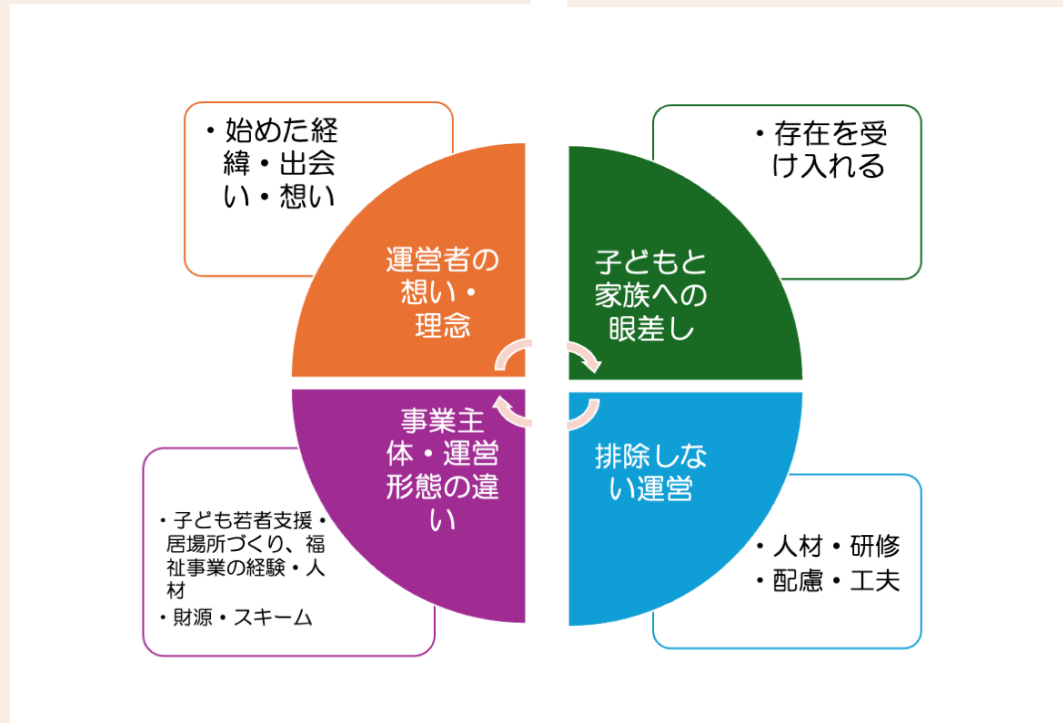 ・始めた経
緯・出会
い・想い
運営者の
想い・
理念
・存在を受
け入れる
子どもと
家族への
眼差し
事業主
体・運営
形態の違
い
・子ども若者支援・
居場所づくり、福
祉事業の経験・人
材
・財源・スキーム
排除しな
い運営
・人材・研修
・配慮・工夫